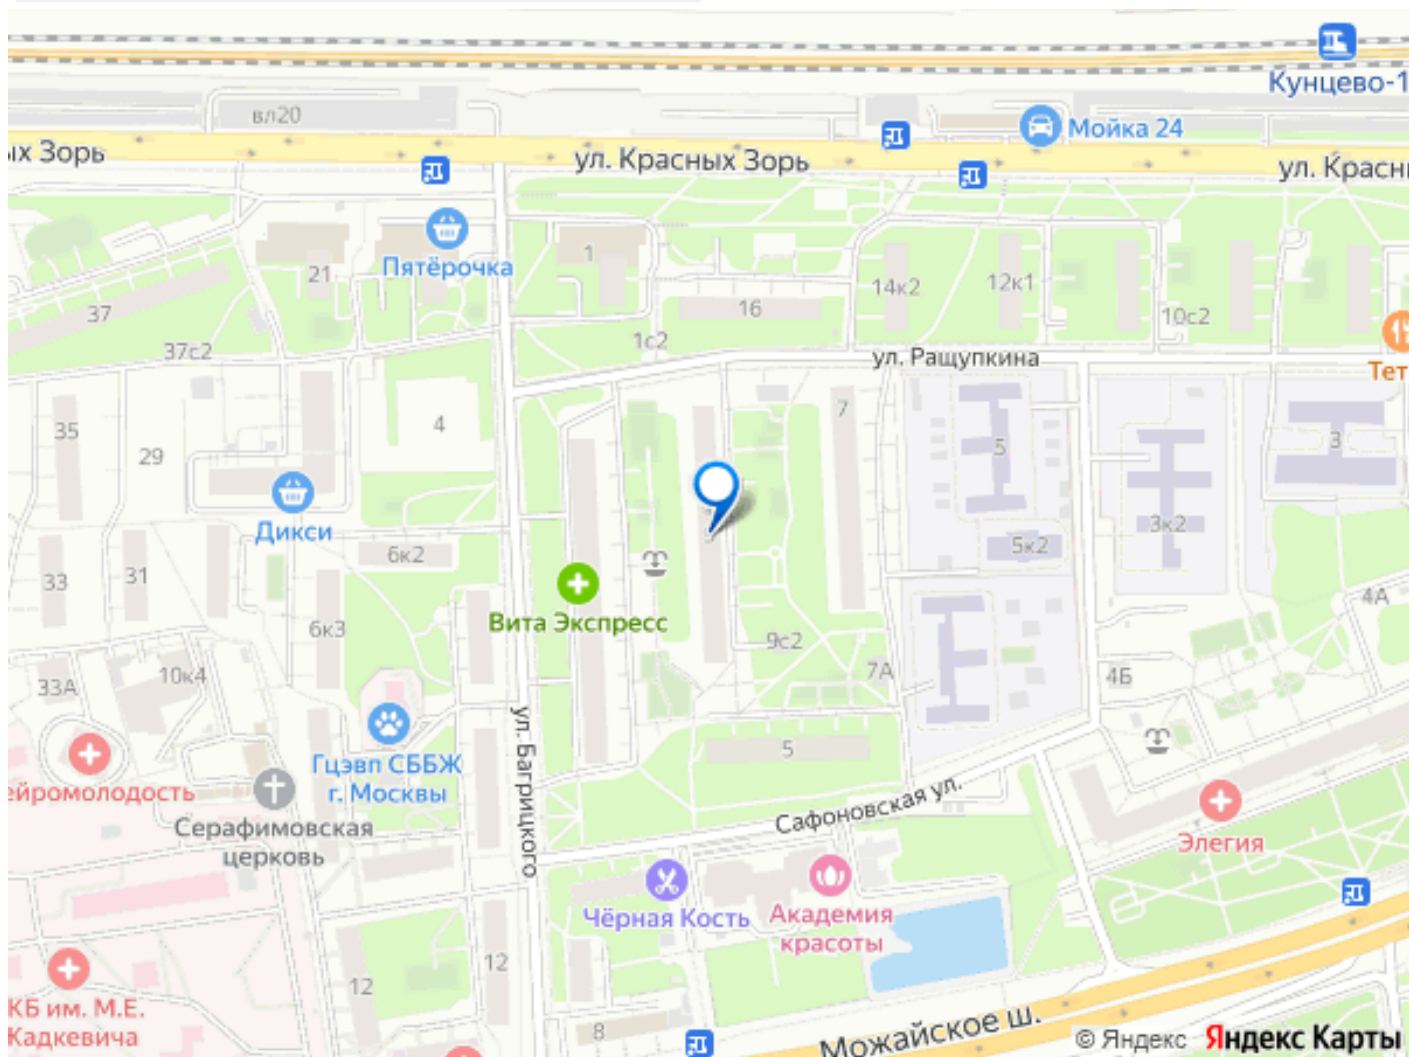 Кунцево-1
вл20
Мойка 24
ых Зорь
ул. Красных Зорь
ул. Красн
Пятёрочка
21
1
14к2
12к1
37
16
10с2
37с2
1с2
ул. Ращупкина
Тет
35
4
7
29
5
3
Дикси
6к2
3к2
5к2
33
31
Вита Экспресс
4А
6к3
9с2
33А
10к4
7А
4Б
ул. Багрицкого
5
Гцэвп СББЖ
г. Москвы
ейромолодость
Сафоновская ул.
Серафимовская
церковь
Элегия
Чёрная Кость
Академия
красоты
12
12
КБ им. М.Е.
Жадкевича
8
Можайское ш.
© Яндекс Яндекс Карты